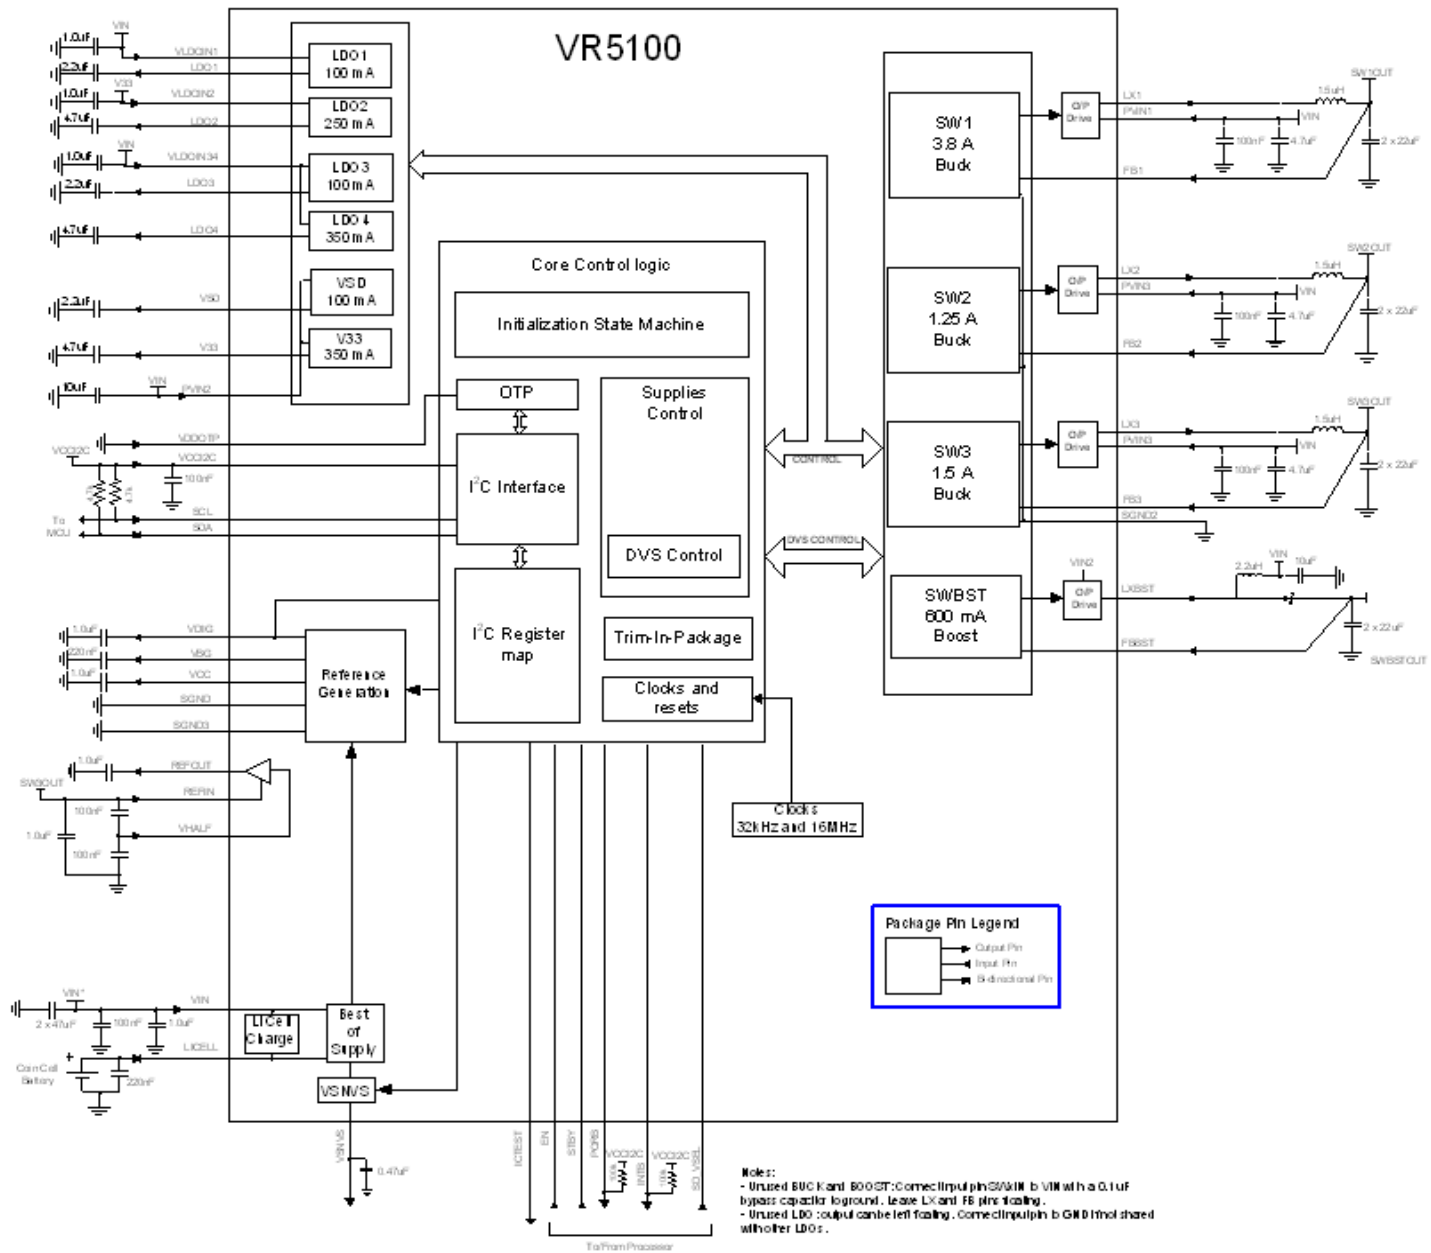 VR5100
VIN
1.0uF
VLDOIN1
LDO1
100 mA
2.2uF
LDO1
V33
1.0uF
VLDOIN2
LDO2
250 mA
4.7uF
LDO2
VIN
1.0uF
VLDOIN34
LDO3
100 mA
2.2uF
LDO3
LDO4
350 mA
4.7uF
LDO4
VSD
100 mA
2.2uF
VSD
V33
350 mA
4.7uF
V33
10uF
VIN
PVIN2
VDDOTP
VCCI2C
VCCI2C
100nF
4.7k
4.7k
To
MCU
SCL
SDA
Core Control logic
Initialization State Machine
OTP
I²C Interface
I²C Register
map
Supplies
Control
DVS Control
Trim-In-Package
Clocks and
resets
CONTROL
DVS CONTROL
SW1
3.8 A
Buck
O/P
Drive
LX1
PVIN1
FB1
1.5uH
SW1OUT
VIN
100nF
4.7uF
2 x 22uF
SW2
1.25 A
Buck
O/P
Drive
LX2
PVIN3
FB2
1.5uH
SW2OUT
VIN
100nF
4.7uF
2 x 22uF
SW3
1.5 A
Buck
O/P
Drive
LX3
PVIN3
FB3
SGND2
1.5uH
SW3OUT
VIN
100nF
4.7uF
2 x 22uF
SWBST
600 mA
Boost
VIN2
O/P
Drive
LXBST
FBBST
2.2uH
VIN
10uF
2 x 22uF
SWBSTOUT
1.0uF
VDIG
220nF
VBG
1.0uF
VCC
SGND
SGND3
Reference
Generation
1.0uF
REFOUT
SW3OUT
REFIN
100nF
1.0uF
VHALF
100nF
Clocks
32kHz and 16MHz
Package Pin Legend
Output Pin
Input Pin
Bi-directional Pin
VIN*
VIN
2 x 47uF
100nF
1.0uF
LICell
Charge
Best
of
Supply
LICELL
Coin Cell
Battery
220nF
VSNVS
VSNVS
0.47uF
ICTEST
EN
STBY
PORB
VCCI2C
100k
INTB
VCCI2C
100k
SD_VSEL
To/From Processor
Notes:
- Unused BUCK and BOOST: Connect input pin SWxIN to VIN with a 0.1uF
bypass capacitor to ground. Leave LX and FB pins floating.
- Unused LDO : output can be left floating. Connect input pin to GND if not shared
with other LDOs.